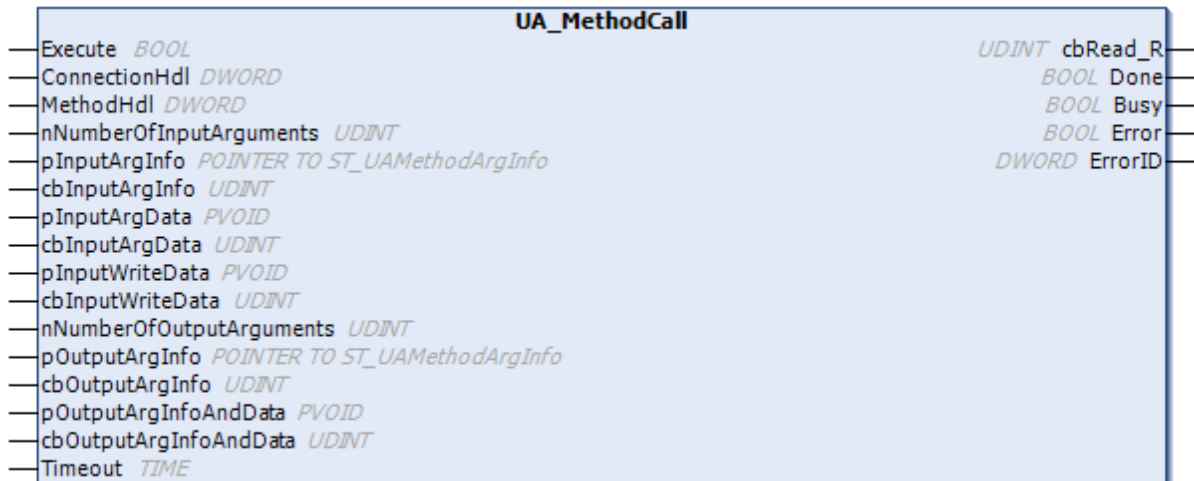 UA_MethodCall
Execute BOOL UDINT cbRead_R
ConnectionHdl DWORD BOOL Done
MethodHdl DWORD BOOL Busy
nNumberOfInputArguments UDINT BOOL Error
pInputArgInfo POINTER TO ST_UAMethodArgInfo DWORD ErrorID
cbInputArgInfo UDINT
pInputArgData PVOID
cbInputArgData UDINT
pInputWriteData PVOID
cbInputWriteData UDINT
nNumberOfOutputArguments UDINT
pOutputArgInfo POINTER TO ST_UAMethodArgInfo
cbOutputArgInfo UDINT
pOutputArgInfoAndData PVOID
cbOutputArgInfoAndData UDINT
Timeout TIME